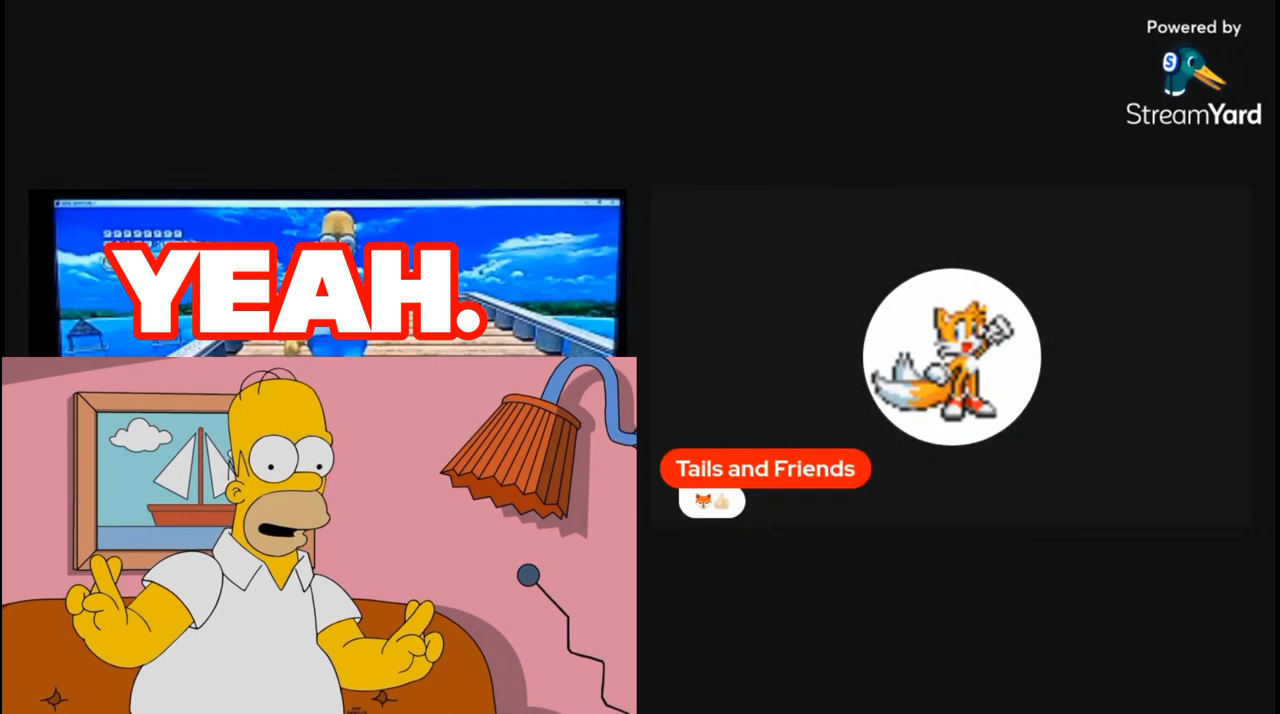 Powered by
S
StreamYard
YEAH.
Tails and Friends